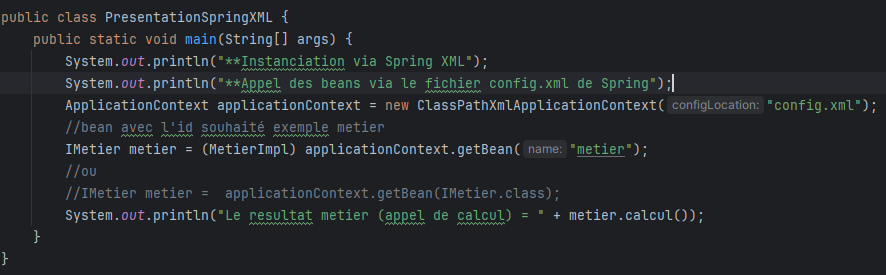 public class PresentationSpringXML {
public static void main(String[] args) {
System.out.println("**Instanciation via Spring XML");
System.out.println("**Appel des beans via le fichier config.xml de Spring");
ApplicationContext applicationContext = new ClassPathXmlApplicationContext( configLocation: "config.xml");
//bean avec l'id souhaité exemple metier
IMetier metier = (MetierImpl) applicationContext.getBean( name: "metier");
//ou
//IMetier metier =  applicationContext.getBean(IMetier.class);
System.out.println("Le resultat metier (appel de calcul) = " + metier.calcul());
}
}